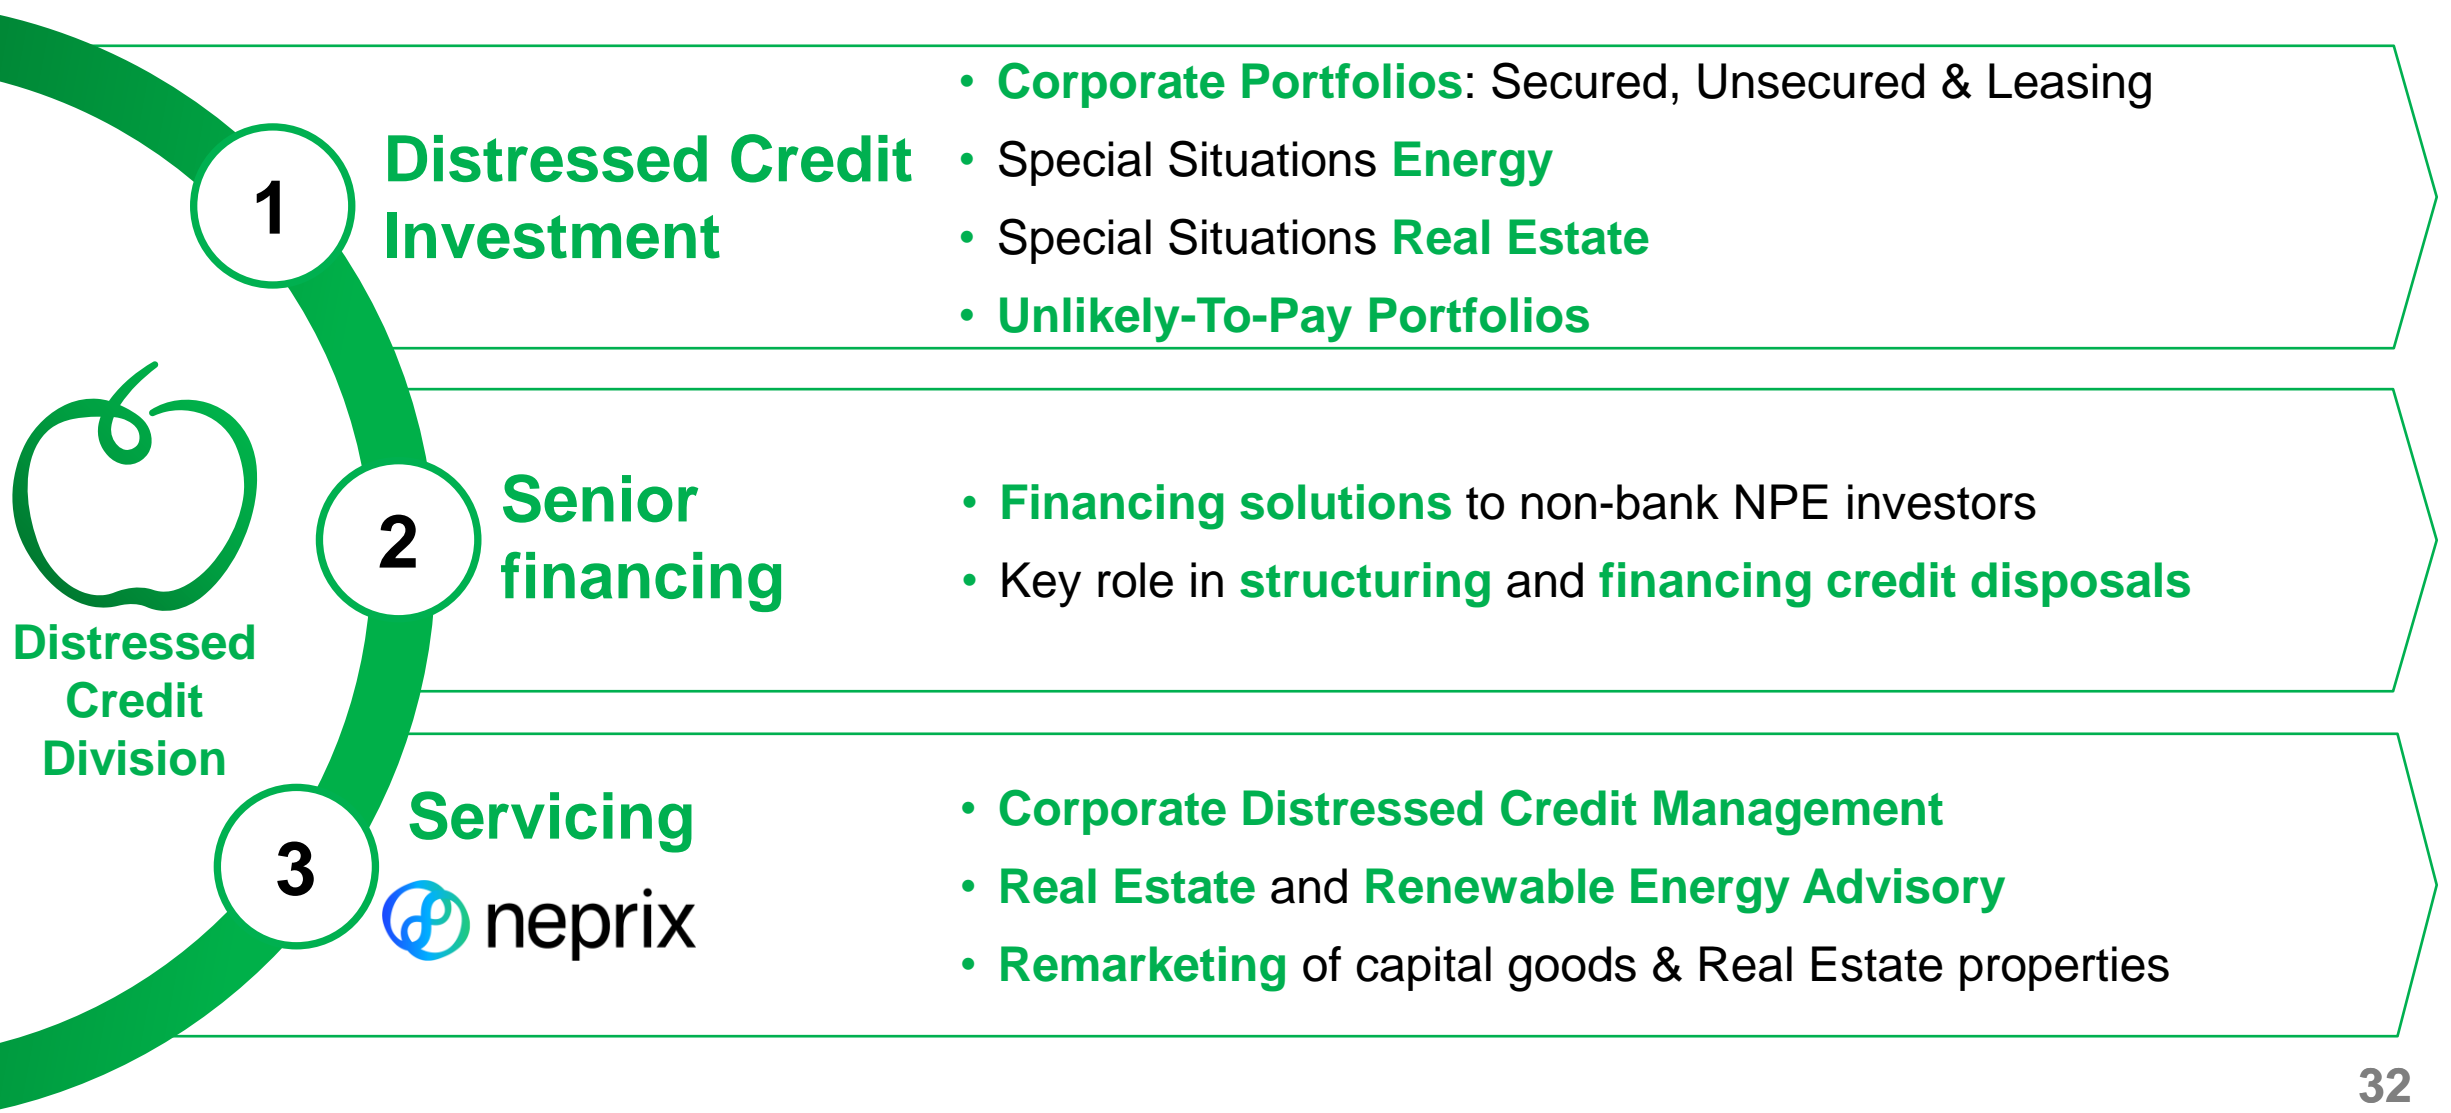 Distressed
Credit
Division
1
Distressed Credit
Investment
• Corporate Portfolios: Secured, Unsecured & Leasing
• Special Situations Energy
• Special Situations Real Estate
• Unlikely-To-Pay Portfolios
2
Senior
financing
• Financing solutions to non-bank NPE investors
• Key role in structuring and financing credit disposals
3
Servicing
neprix
• Corporate Distressed Credit Management
• Real Estate and Renewable Energy Advisory
• Remarketing of capital goods & Real Estate properties
32